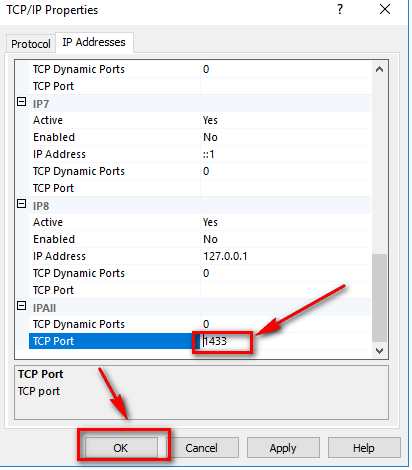 TCP/IP Properties
?
Protocol IP Addresses
TCP Dynamic Ports 0
TCP Port
IP7
Active Yes
Enabled No
IP Address ::1
TCP Dynamic Ports 0
TCP Port
IP8
Active Yes
Enabled No
IP Address 127.0.0.1
TCP Dynamic Ports 0
TCP Port
IPAll
TCP Dynamic Ports 0
TCP Port 1433
TCP Port
TCP port
OK Cancel Apply Help